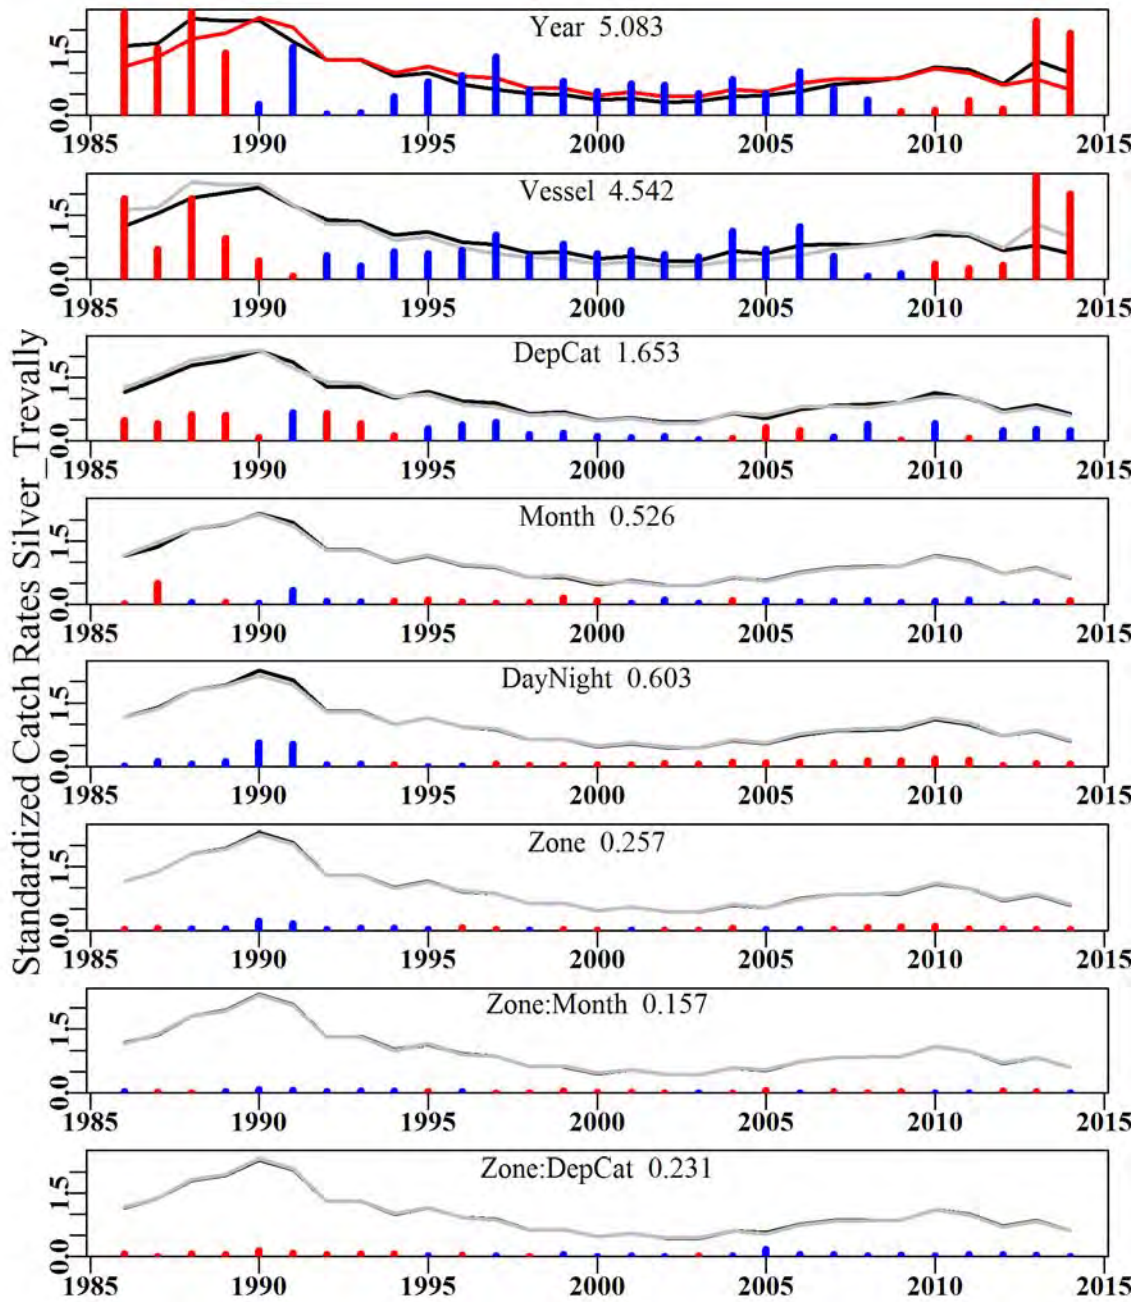 Standardized Catch Rates Silver_Trevally
Year 5.083
0.0 1.5
1985 1990 1995 2000 2005 2010 2015
Vessel 4.542
0.0 1.5
1985 1990 1995 2000 2005 2010 2015
DepCat 1.653
0.0 1.5
1985 1990 1995 2000 2005 2010 2015
Month 0.526
0.0 1.5
1985 1990 1995 2000 2005 2010 2015
DayNight 0.603
0.0 1.5
1985 1990 1995 2000 2005 2010 2015
Zone 0.257
0.0 1.5
1985 1990 1995 2000 2005 2010 2015
Zone:Month 0.157
0.0 1.5
1985 1990 1995 2000 2005 2010 2015
Zone:DepCat 0.231
0.0 1.5
1985 1990 1995 2000 2005 2010 2015